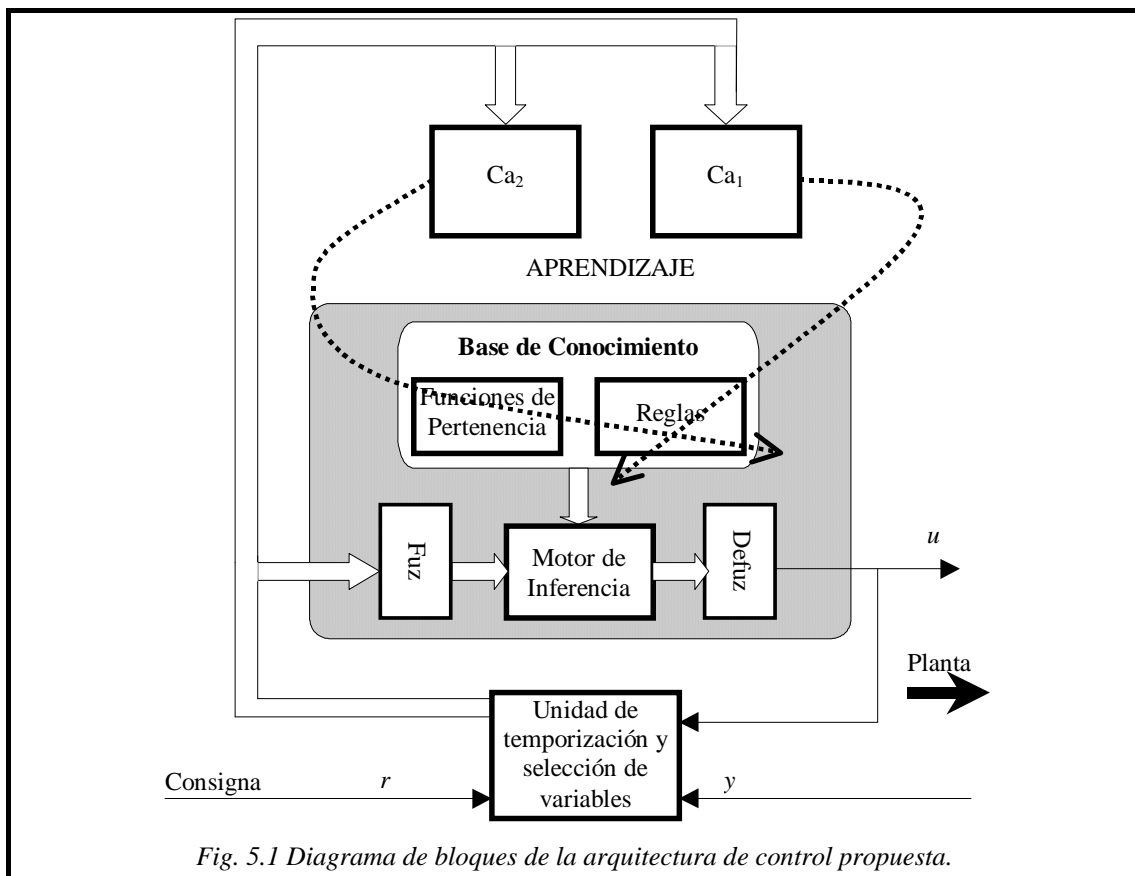 Ca₂
Ca₁
APRENDIZAJE
Base de Conocimiento
Funciones de
Pertenencia
Reglas
Fuz
Motor de
Inferencia
Defuz
u
Planta
Unidad de
temporización y
selección de
variables
Consigna
r
y
Fig. 5.1 Diagrama de bloques de la arquitectura de control propuesta.